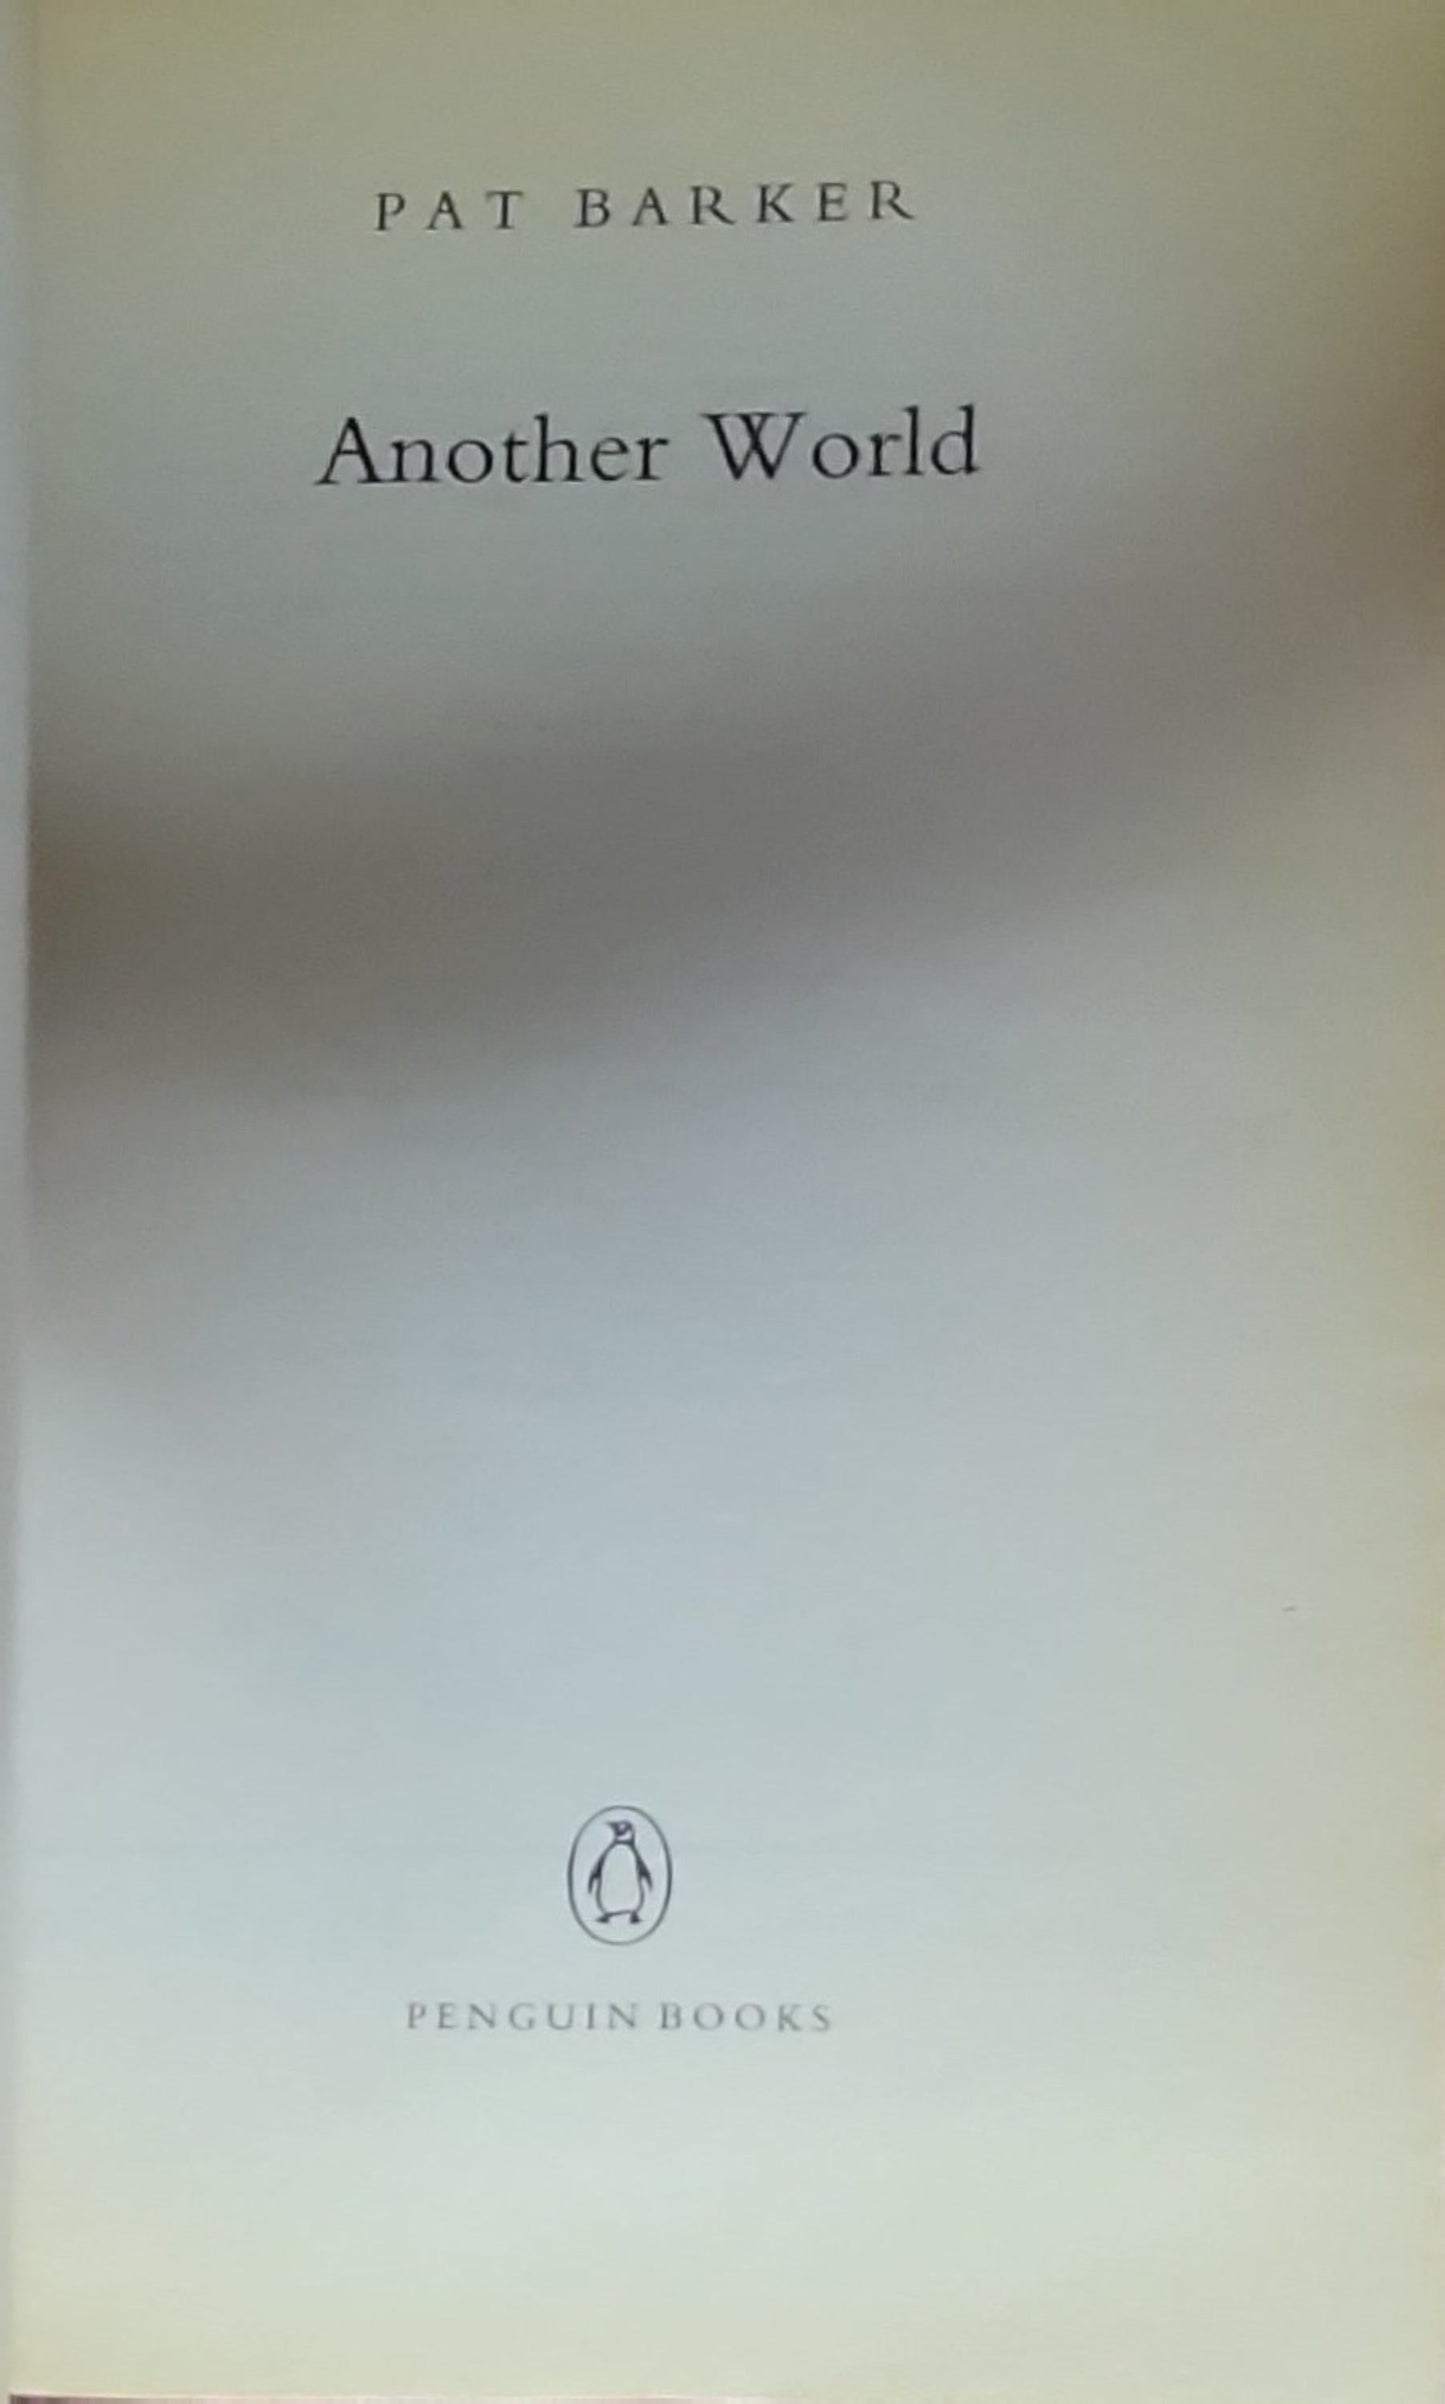 PAT BARKER
Another World
PENGUIN BOOKS